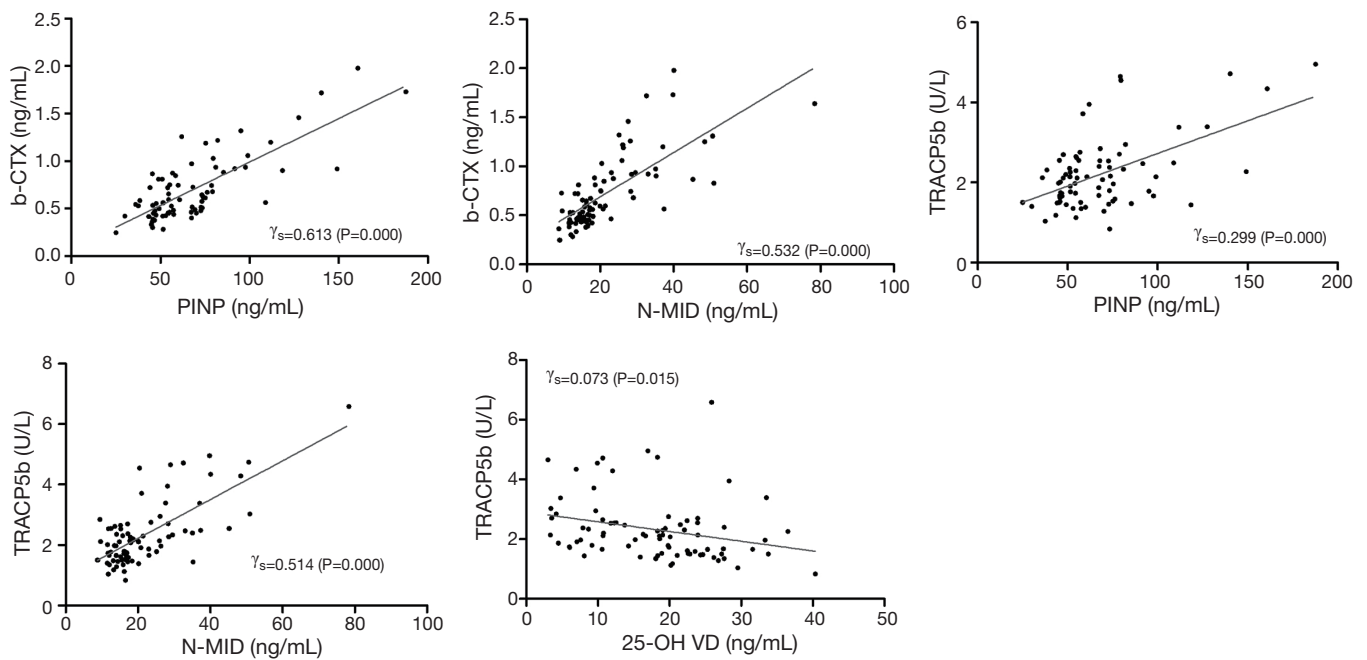 2.5
2.0
1.5
1.0
0.5
0.0
b-CTX (ng/mL)
γs=0.613 (P=0.000)
0 50 100 150 200
PINP (ng/mL)
2.5
2.0
1.5
1.0
0.5
0.0
b-CTX (ng/mL)
γs=0.532 (P=0.000)
0 20 40 60 80 100
N-MID (ng/mL)
6
4
2
0
TRACP5b (U/L)
γs=0.299 (P=0.000)
0 50 100 150 200
PINP (ng/mL)
8
6
4
2
0
TRACP5b (U/L)
γs=0.514 (P=0.000)
0 20 40 60 80 100
N-MID (ng/mL)
8
6
4
2
0
TRACP5b (U/L)
γs=0.073 (P=0.015)
0 10 20 30 40 50
25-OH VD (ng/mL)